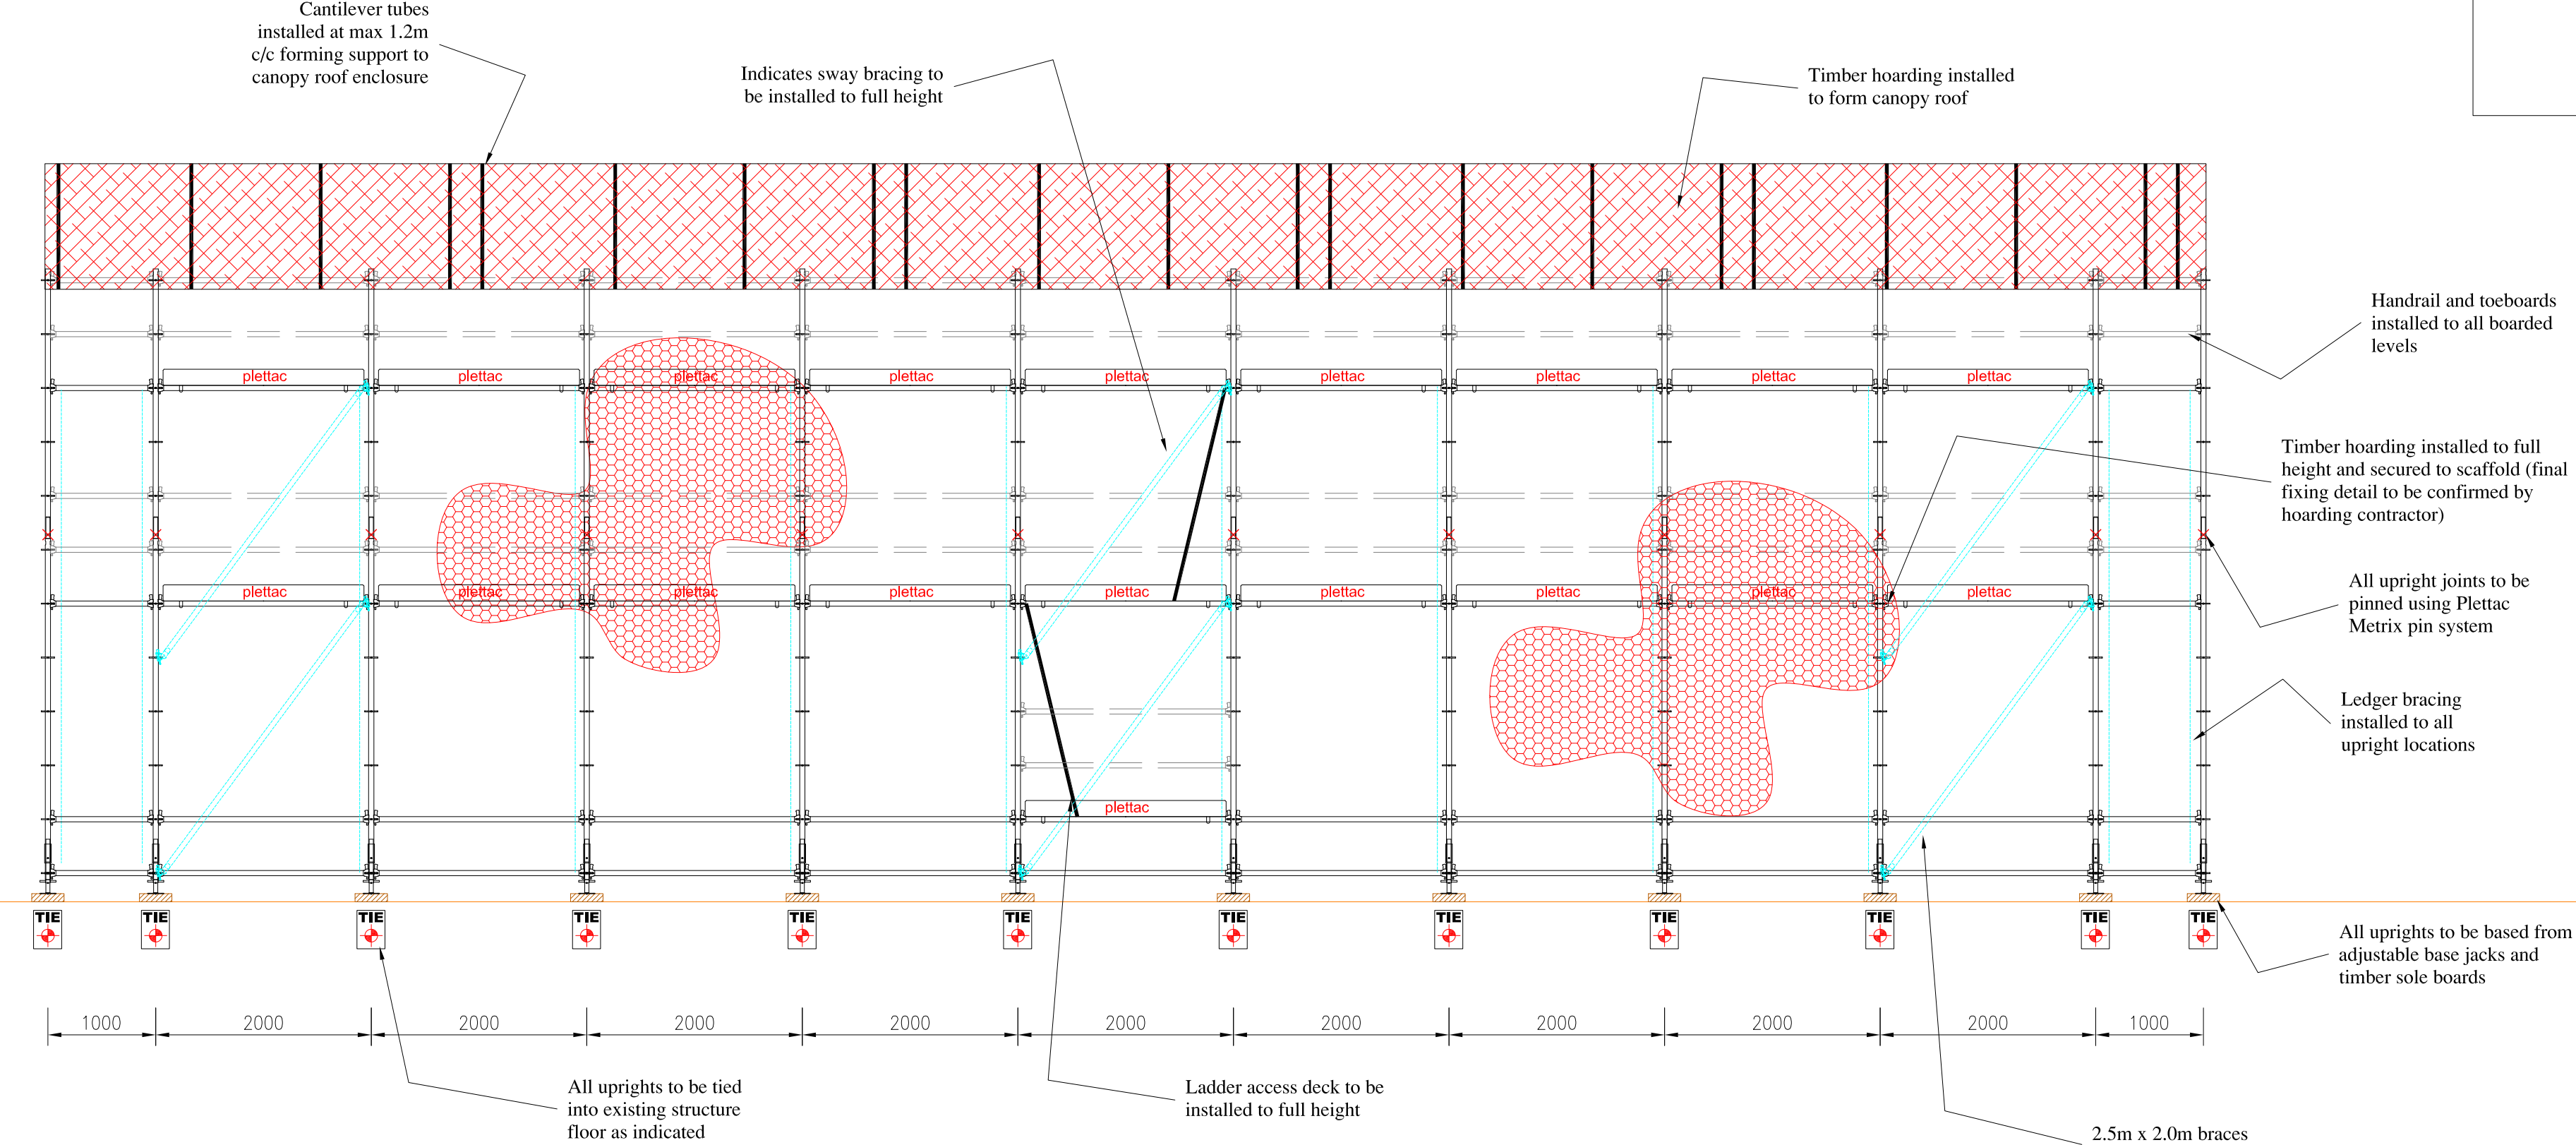 Cantilever tubes
installed at max 1.2m
c/c forming support to
canopy roof enclosure
Indicates sway bracing to
be installed to full height
Timber hoarding installed
to form canopy roof
Handrail and toeboards
installed to all boarded
levels
plettac
plettac
plettac
plettac
plettac
plettac
plettac
plettac
plettac
Timber hoarding installed to full
height and secured to scaffold (final
fixing detail to be confirmed by
hoarding contractor)
All upright joints to be
pinned using Plettac
Metrix pin system
plettac
plettac
plettac
plettac
plettac
plettac
plettac
plettac
plettac
Ledger bracing
installed to all
upright locations
plettac
TIE
TIE
TIE
TIE
TIE
TIE
TIE
TIE
TIE
TIE
TIE
TIE
All uprights to be based from
adjustable base jacks and
timber sole boards
1000
2000
2000
2000
2000
2000
2000
2000
2000
2000
1000
All uprights to be tied
into existing structure
floor as indicated
Ladder access deck to be
installed to full height
2.5m x 2.0m braces